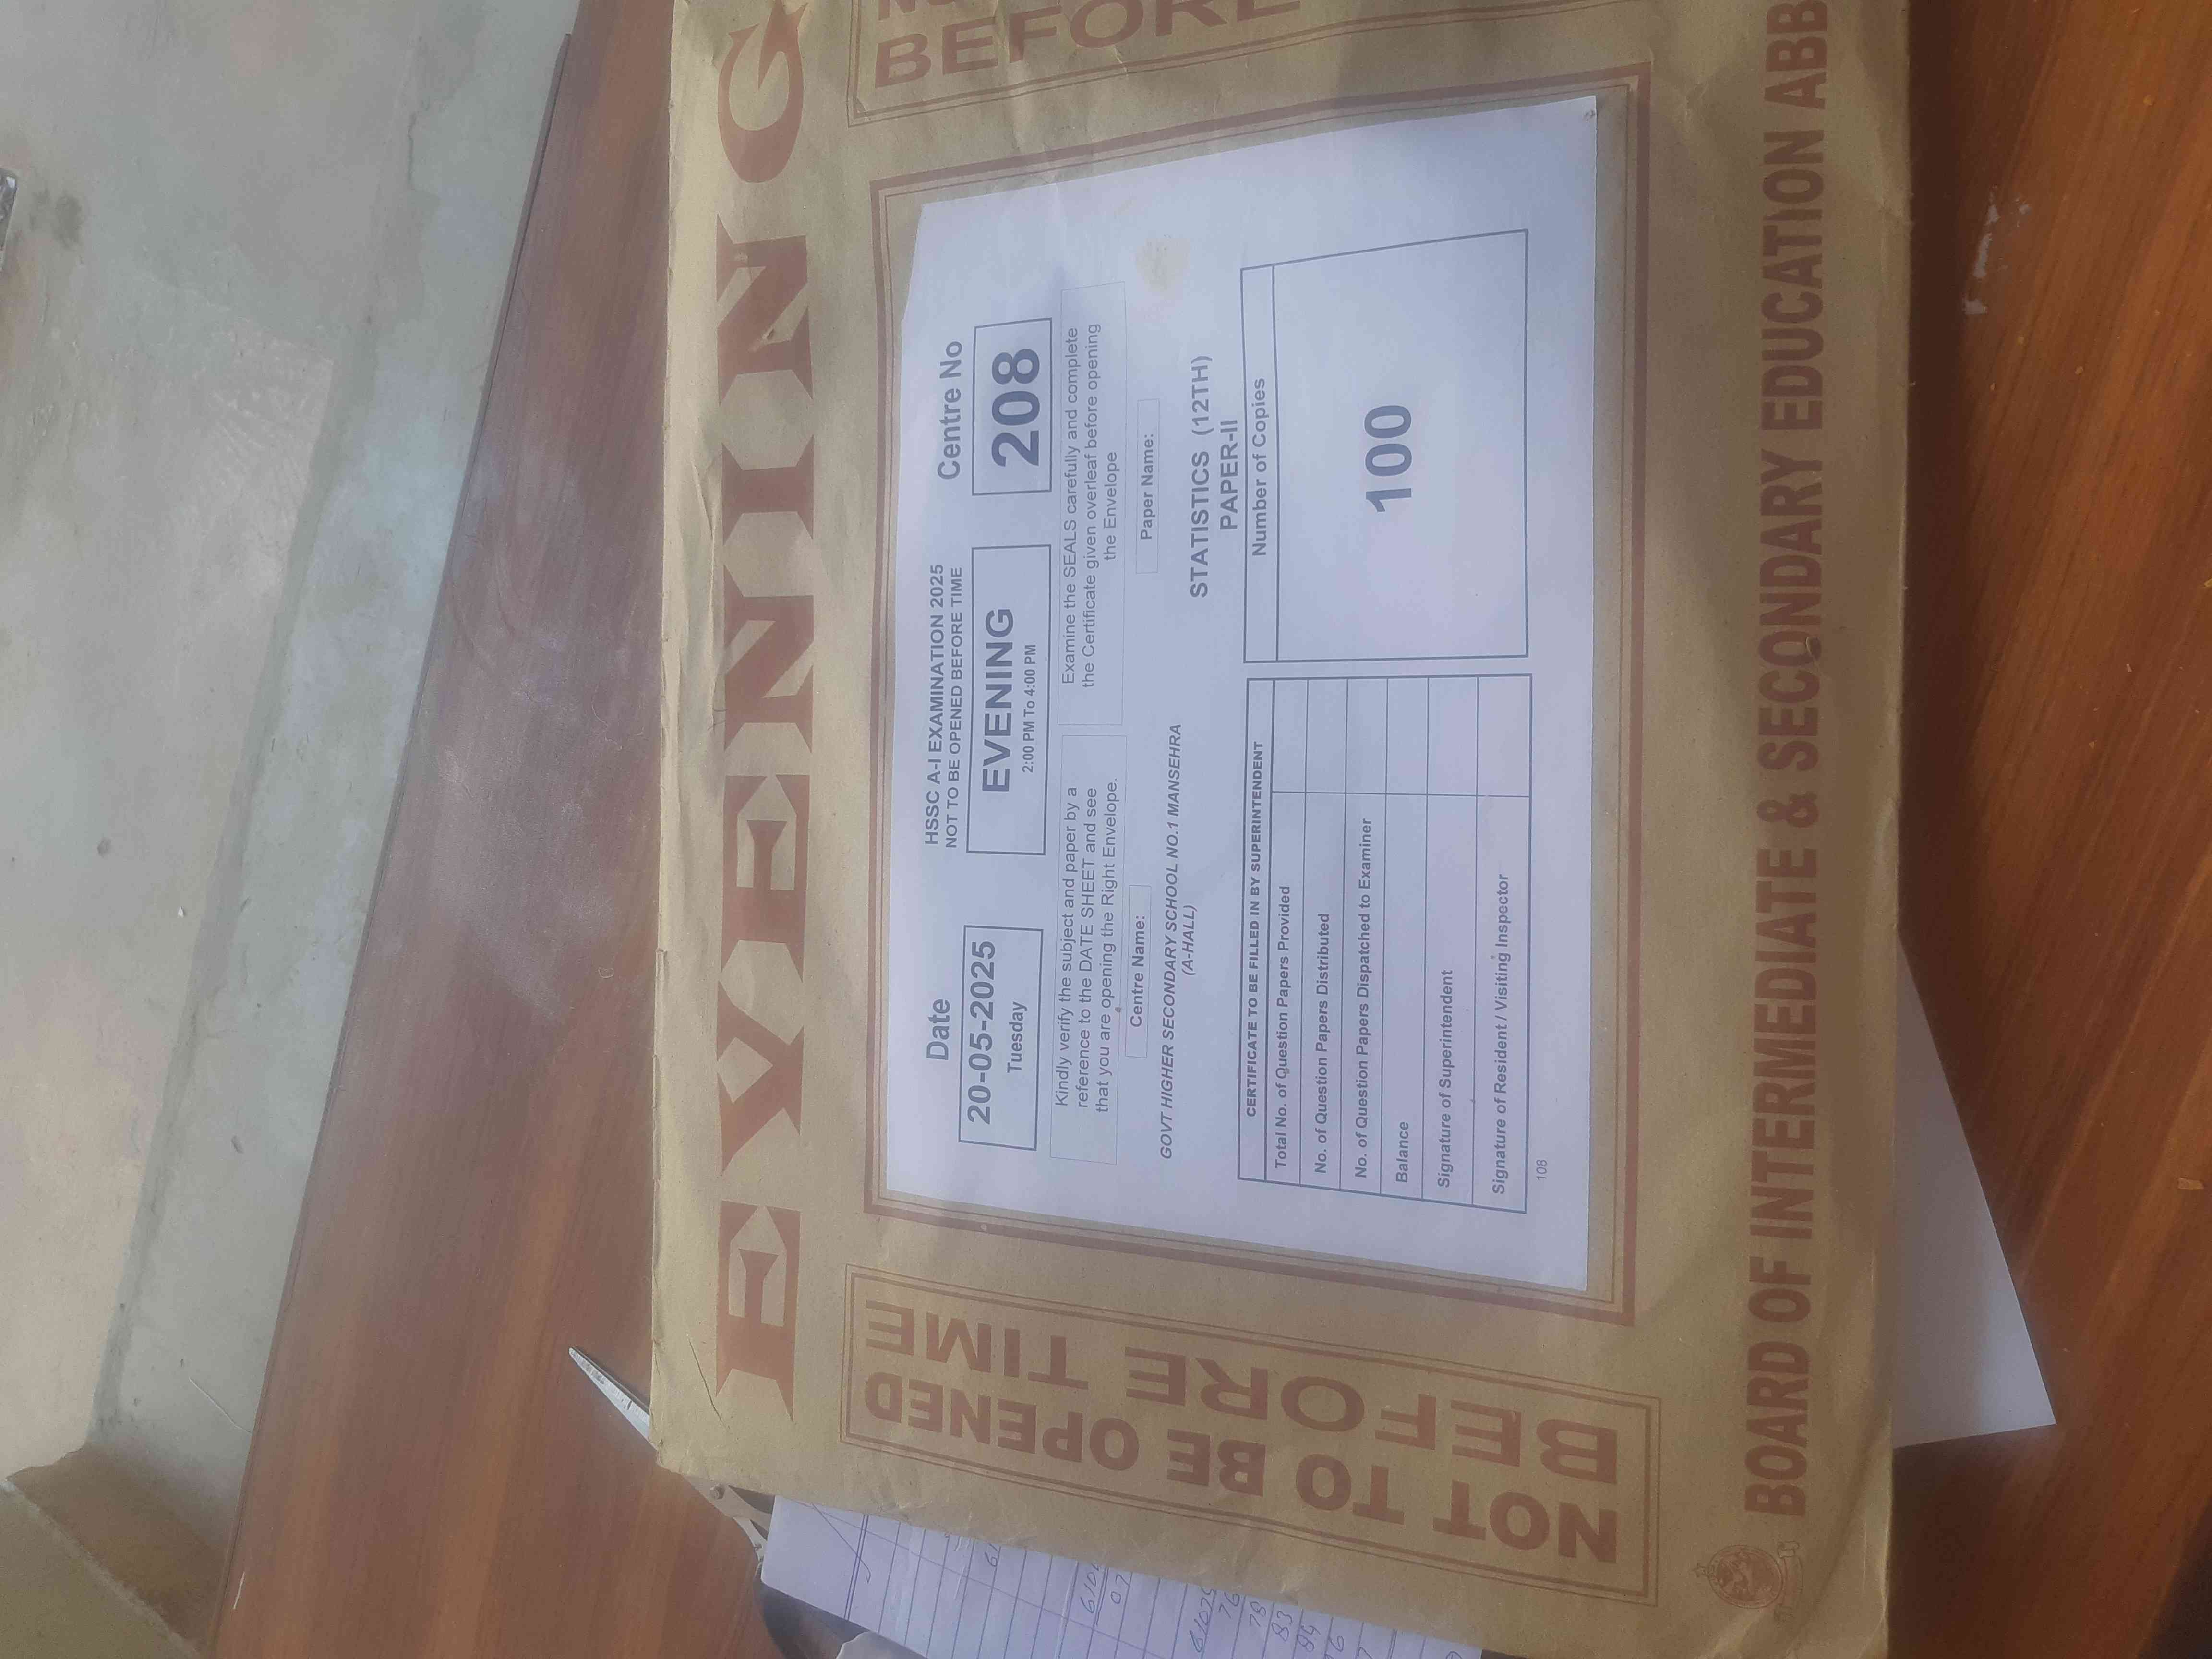 EVENING
NOT TO BE OPENED
BEFORE TIME
BEFORE
HSSC A-I EXAMINATION 2025
NOT TO BE OPENED BEFORE TIME
Date
20-05-2025
Tuesday
EVENING
2:00 PM To 4:00 PM
Centre No
208
Kindly verify the subject and paper by a
reference to the DATE SHEET and see
that you are opening the Right Envelope.
Examine the SEALS carefully and complete
the Certificate given overleaf before opening
the Envelope
Centre Name:
GOVT HIGHER SECONDARY SCHOOL NO.1 MANSEHRA
(A-HALL)
Paper Name:
STATISTICS (12TH)
PAPER-II
CERTIFICATE TO BE FILLED IN BY SUPERINTENDENT
Total No. of Question Papers Provided
No. of Question Papers Distributed
No. of Question Papers Dispatched to Examiner
Balance
Signature of Superintendent
Signature of Resident / Visiting Inspector
Number of Copies
100
108
BOARD OF INTERMEDIATE & SECONDARY EDUCATION ABB
76
78
83
84